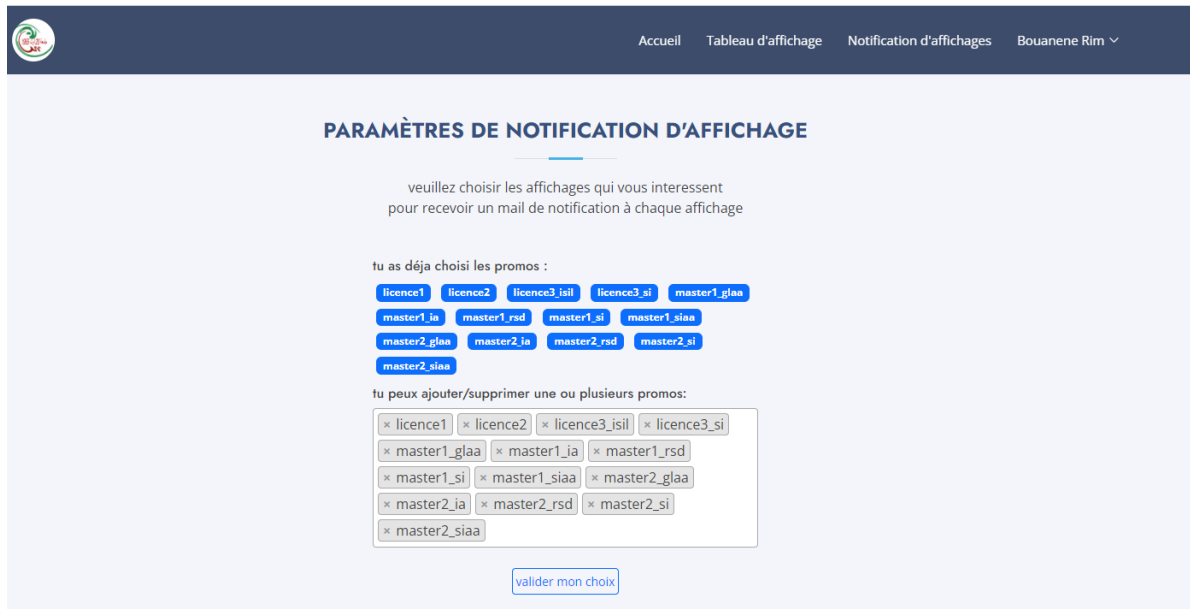 Accueil Tableau d'affichage Notification d'affichages Bouanene Rim
PARAMÈTRES DE NOTIFICATION D'AFFICHAGE
veuillez choisir les affichages qui vous interessent
pour recevoir un mail de notification à chaque affichage
tu as déja choisi les promos :
licence1 licence2 licence3_isil licence3_si master1_glaa
master1_ia master1_rsd master1_si master1_siaa
master2_glaa master2_ia master2_rsd master2_si
master2_siaa
tu peux ajouter/supprimer une ou plusieurs promos:
× licence1 × licence2 × licence3_isil × licence3_si
× master1_glaa × master1_ia × master1_rsd
× master1_si × master1_siaa × master2_glaa
× master2_ia × master2_rsd × master2_si
× master2_siaa
valider mon choix